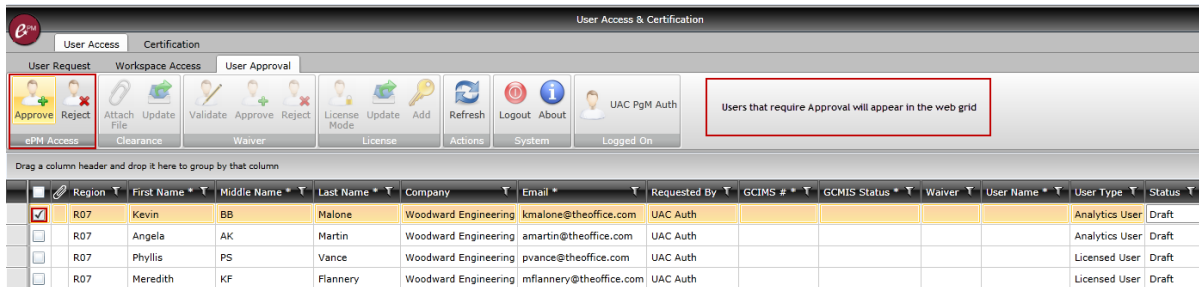 User Access & Certification
ePM
User Access Certification
User Request Workspace Access User Approval
Approve Reject Attach File Update Validate Approve Reject License Mode Update Add Refresh Logout About UAC PgM Auth
ePM Access Clearance Waiver License Actions System Logged On
Users that require Approval will appear in the web grid
Drag a column header and drop it here to group by that column
Region First Name * Middle Name * Last Name * Company Email * Requested By GCIMS # * GCMIS Status * Waiver User Name * User Type Status
R07 Kevin BB Malone Woodward Engineering kmalone@theoffice.com UAC Auth Analytics User Draft
R07 Angela AK Martin Woodward Engineering amartin@theoffice.com UAC Auth Analytics User Draft
R07 Phyllis PS Vance Woodward Engineering pvance@theoffice.com UAC Auth Licensed User Draft
R07 Meredith KF Flannery Woodward Engineering mflannery@theoffice.com UAC Auth Licensed User Draft